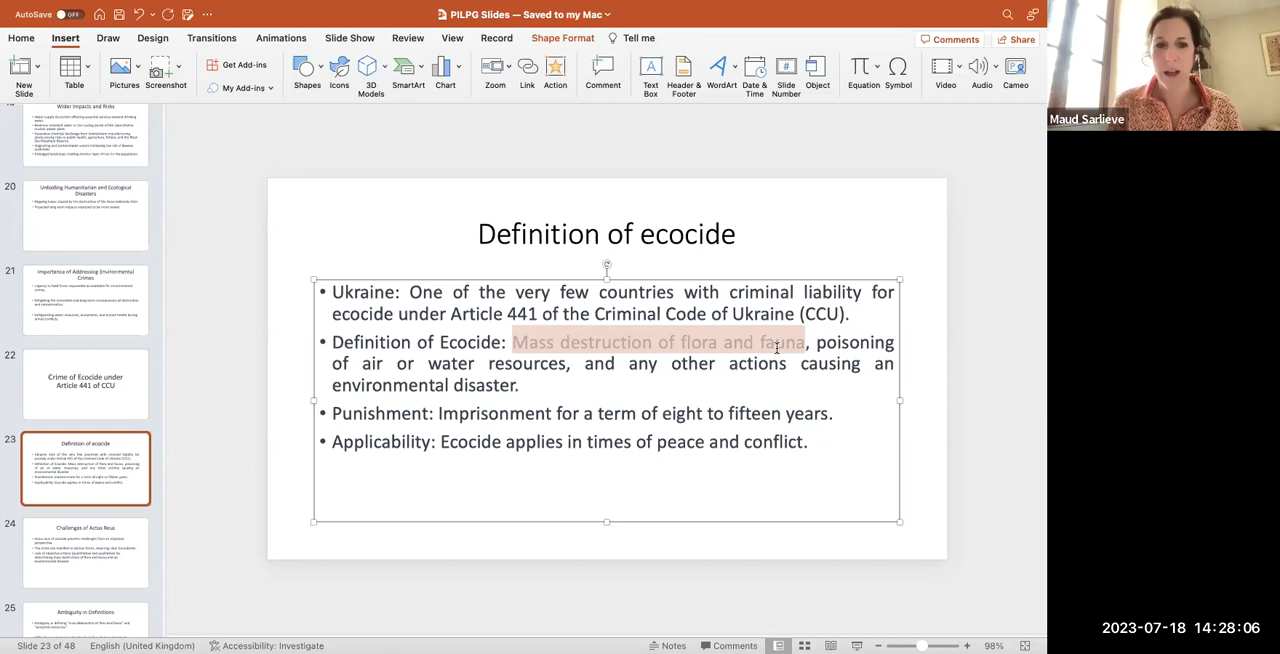 AutoSave OFF
PILPG Slides — Saved to my Mac
Home Insert Draw Design Transitions Animations Slide Show Review View Record Shape Format Tell me
Comments Share
New Slide
Table
Pictures
Screenshot
Get Add-ins
My Add-ins
Shapes
Icons
3D Models
SmartArt
Chart
Zoom
Link
Action
Comment
Text Box
Header & Footer
WordArt
Date & Time
Slide Number
Object
Equation
Symbol
Video
Audio
Cameo
Maud Sarlieve
Wider Impacts and Risks
20
Unfolding Humanitarian and Ecological
Disasters
21
Importance of Addressing Environmental
Crimes
22
Crime of Ecocide under
Article 441 of CCU
23
Definition of ecocide
24
Challenges of Actus Reus
25
Ambiguity in Definitions
Definition of ecocide
• Ukraine: One of the very few countries with criminal liability for
ecocide under Article 441 of the Criminal Code of Ukraine (CCU).
• Definition of Ecocide: Mass destruction of flora and fauna, poisoning
of air or water resources, and any other actions causing an
environmental disaster.
• Punishment: Imprisonment for a term of eight to fifteen years.
• Applicability: Ecocide applies in times of peace and conflict.
2023-07-18 14:28:06
Slide 23 of 48 English (United Kingdom) Accessibility: Investigate
Notes Comments 98%